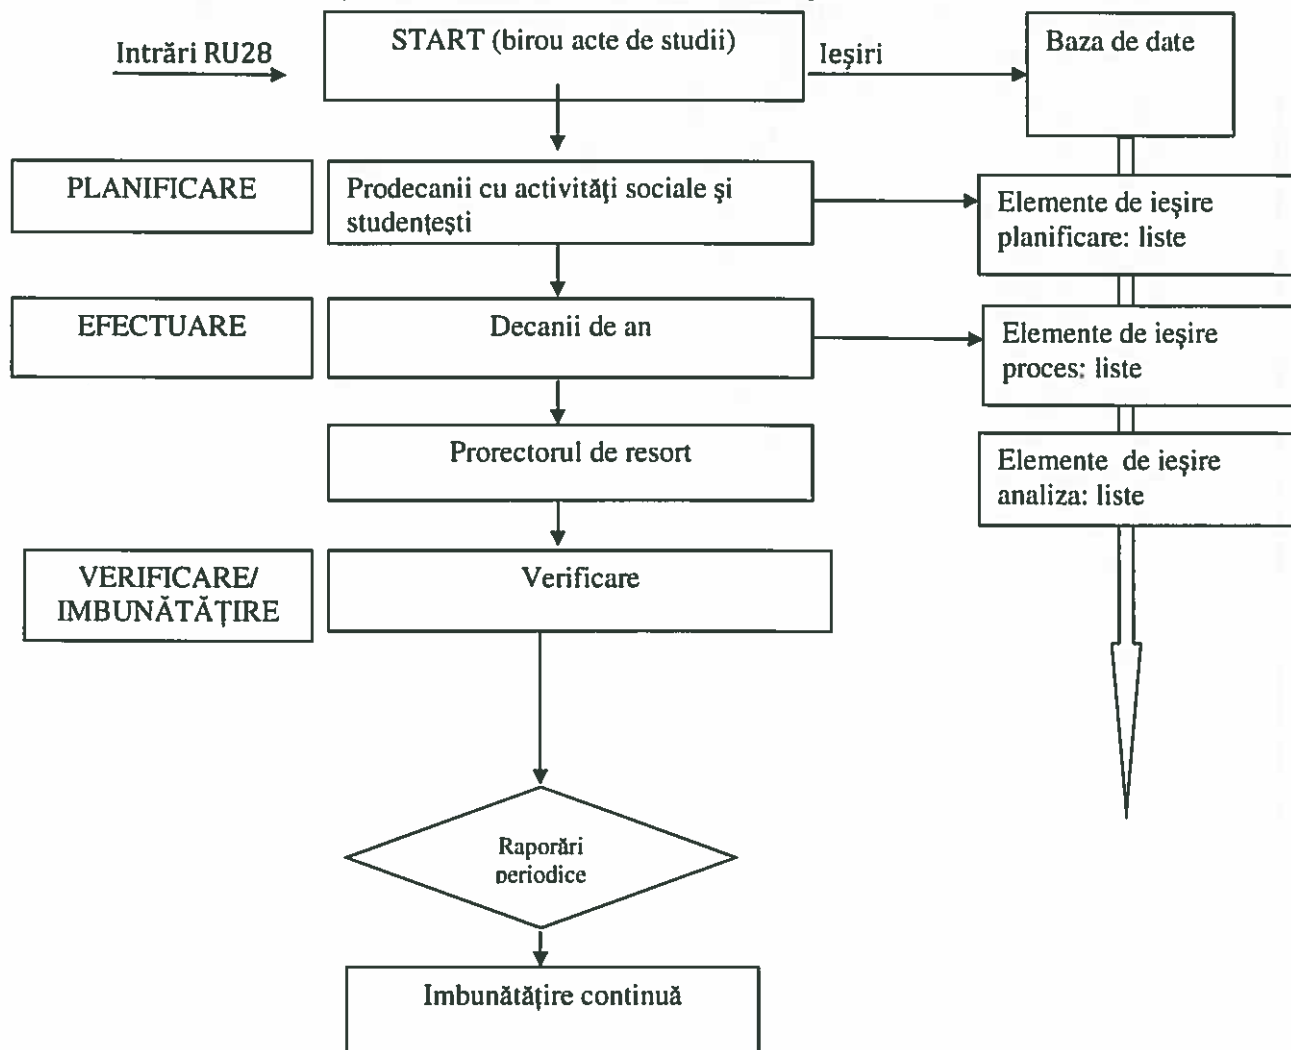 Intrări RU28
START (birou acte de studii)
Ieşiri
Baza de date
PLANIFICARE
Prodecanii cu activităţi sociale şi
studenţeşti
Elemente de ieşire
planificare: liste
EFECTUARE
Decanii de an
Elemente de ieşire
proces: liste
Prorectorul de resort
Elemente de ieşire
analiza: liste
VERIFICARE/
IMBUNĂTĂŢIRE
Verificare
Raporări
periodice
Imbunătăţire continuă